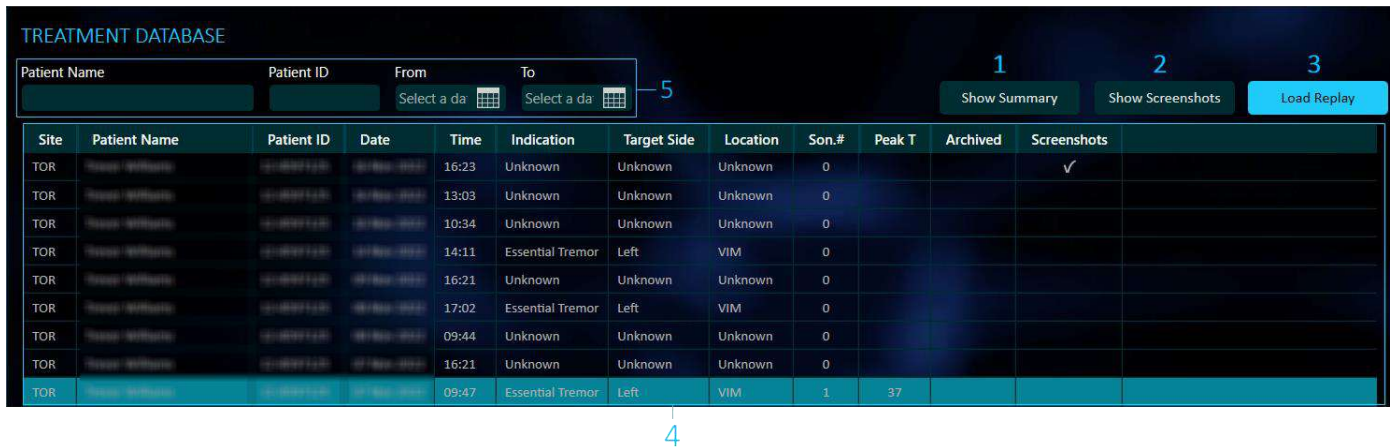 TREATMENT DATABASE
Patient Name Patient ID From To
Select a da Select a da 5
1 2 3
Show Summary Show Screenshots Load Replay
Site Patient Name Patient ID Date Time Indication Target Side Location Son.# Peak T Archived Screenshots
TOR 16:23 Unknown Unknown Unknown 0 ✓
TOR 13:03 Unknown Unknown Unknown 0
TOR 10:34 Unknown Unknown Unknown 0
TOR 14:11 Essential Tremor Left VIM 0
TOR 16:21 Unknown Unknown Unknown 0
TOR 17:02 Essential Tremor Left VIM 0
TOR 09:44 Unknown Unknown Unknown 0
TOR 16:21 Unknown Unknown Unknown 0
TOR 09:47 Essential Tremor Left VIM 1 37
4